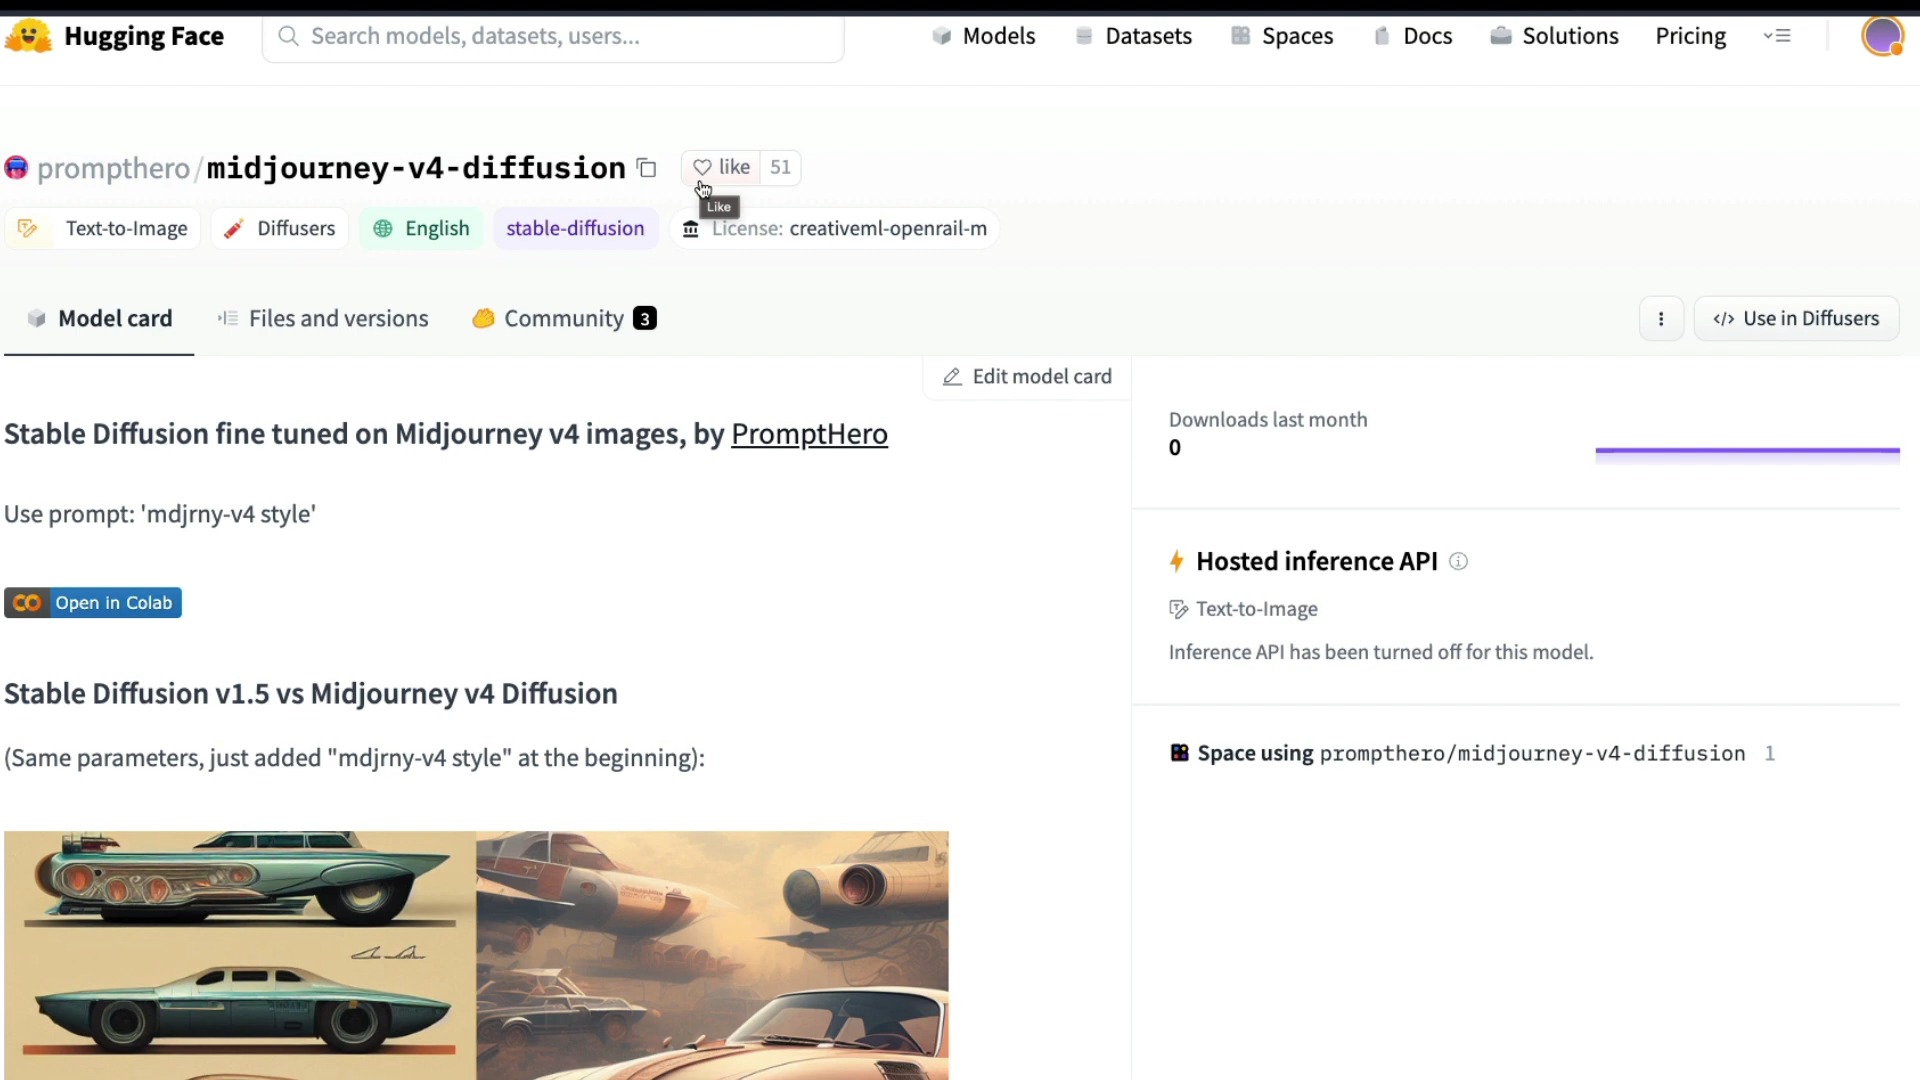 Hugging Face
Search models, datasets, users...
Models
Datasets
Spaces
Docs
Solutions
Pricing
prompthero/midjourney-v4-diffusion
like 51
Like
Text-to-Image
Diffusers
English
stable-diffusion
License: creativeml-openrail-m
Model card
Files and versions
Community 3
Use in Diffusers
Edit model card
Stable Diffusion fine tuned on Midjourney v4 images, by PromptHero
Use prompt: 'mdjrny-v4 style'
Open in Colab
Stable Diffusion v1.5 vs Midjourney v4 Diffusion
(Same parameters, just added "mdjrny-v4 style" at the beginning):
Downloads last month
0
Hosted inference API
Text-to-Image
Inference API has been turned off for this model.
Space using prompthero/midjourney-v4-diffusion 1